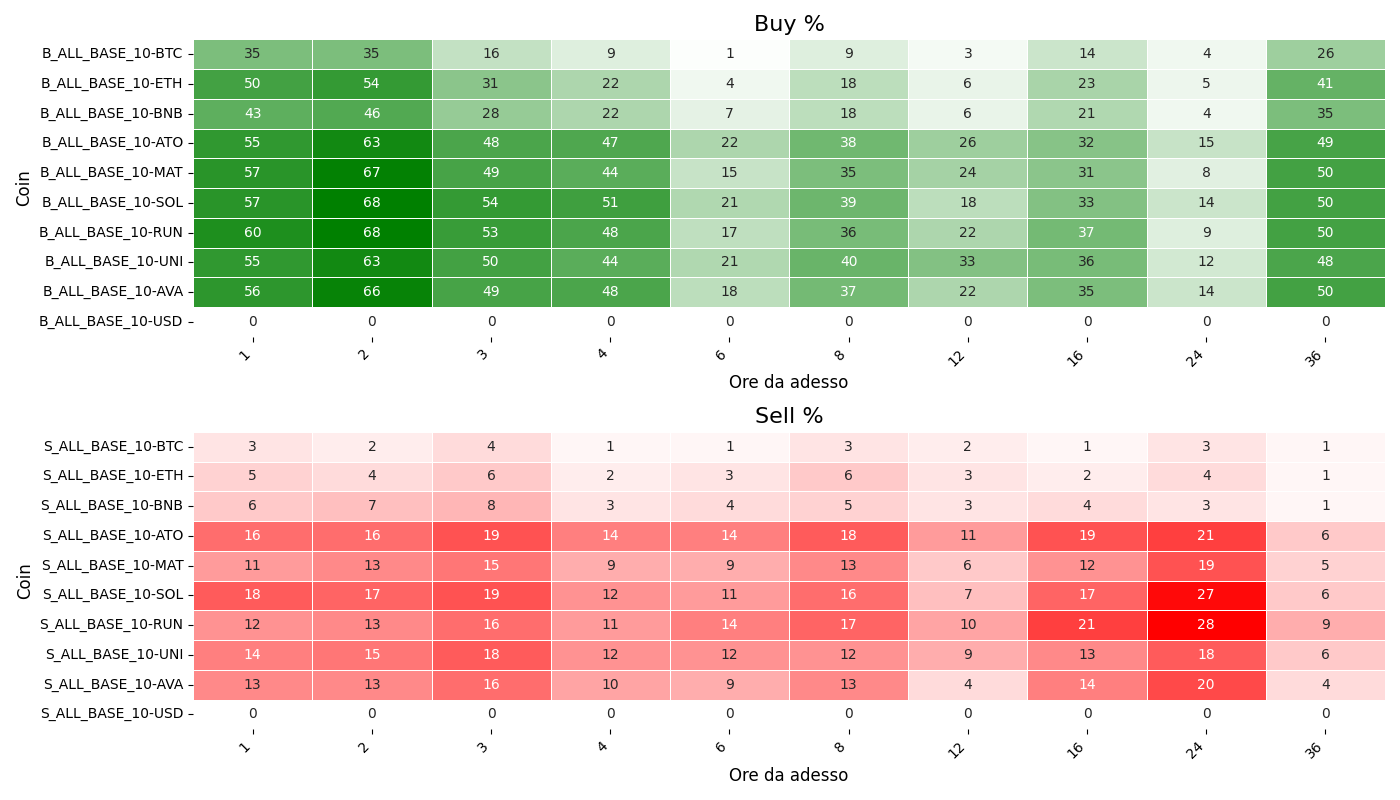 Buy %
Coin
B_ALL_BASE_10-BTC 35 35 16 9 1 9 3 14 4 26
B_ALL_BASE_10-ETH 50 54 31 22 4 18 6 23 5 41
B_ALL_BASE_10-BNB 43 46 28 22 7 18 6 21 4 35
B_ALL_BASE_10-ATO 55 63 48 47 22 38 26 32 15 49
B_ALL_BASE_10-MAT 57 67 49 44 15 35 24 31 8 50
B_ALL_BASE_10-SOL 57 68 54 51 21 39 18 33 14 50
B_ALL_BASE_10-RUN 60 68 53 48 17 36 22 37 9 50
B_ALL_BASE_10-UNI 55 63 50 44 21 40 33 36 12 48
B_ALL_BASE_10-AVA 56 66 49 48 18 37 22 35 14 50
B_ALL_BASE_10-USD 0 0 0 0 0 0 0 0 0 0
1 2 3 4 6 8 12 16 24 36
Ore da adesso
Sell %
Coin
S_ALL_BASE_10-BTC 3 2 4 1 1 3 2 1 3 1
S_ALL_BASE_10-ETH 5 4 6 2 3 6 3 2 4 1
S_ALL_BASE_10-BNB 6 7 8 3 4 5 3 4 3 1
S_ALL_BASE_10-ATO 16 16 19 14 14 18 11 19 21 6
S_ALL_BASE_10-MAT 11 13 15 9 9 13 6 12 19 5
S_ALL_BASE_10-SOL 18 17 19 12 11 16 7 17 27 6
S_ALL_BASE_10-RUN 12 13 16 11 14 17 10 21 28 9
S_ALL_BASE_10-UNI 14 15 18 12 12 12 9 13 18 6
S_ALL_BASE_10-AVA 13 13 16 10 9 13 4 14 20 4
S_ALL_BASE_10-USD 0 0 0 0 0 0 0 0 0 0
1 2 3 4 6 8 12 16 24 36
Ore da adesso